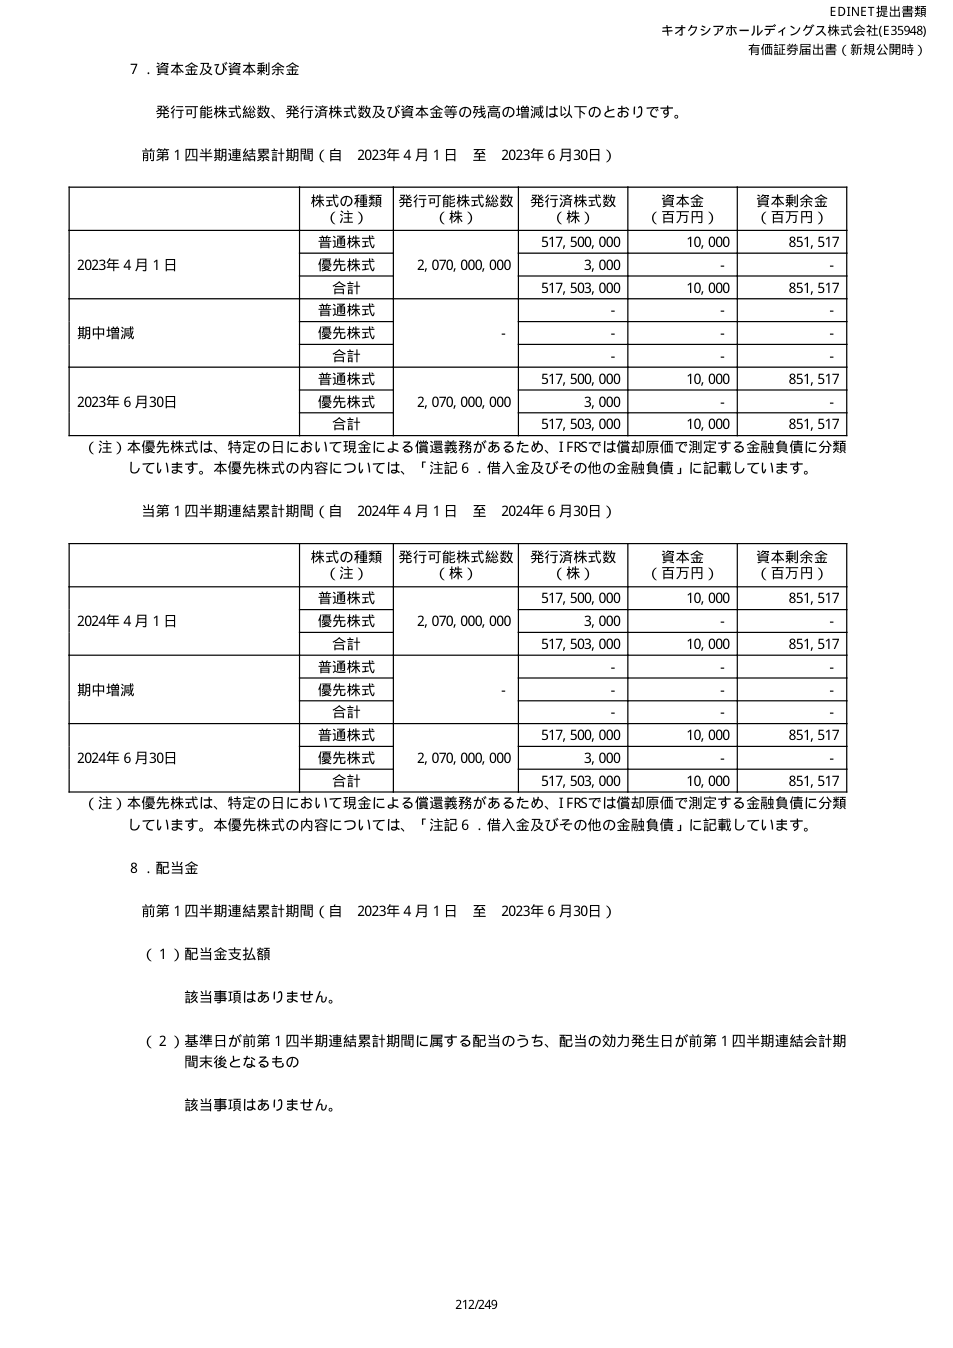 EDINET提出書類
キオクシアホールディングス株式会社(E35948)
有価証券届出書（新規公開時）
７．資本金及び資本剰余金
発行可能株式総数、発行済株式数及び資本金等の残高の増減は以下のとおりです。
前第１四半期連結累計期間（自　2023年４月１日　至　2023年６月30日）
株式の種類（注） 発行可能株式総数（株） 発行済株式数（株） 資本金（百万円） 資本剰余金（百万円）
2023年４月１日 普通株式 2,070,000,000 517,500,000 10,000 851,517
優先株式 3,000 - -
合計 517,503,000 10,000 851,517
期中増減 普通株式 - - - -
優先株式 - - -
合計 - - -
2023年６月30日 普通株式 2,070,000,000 517,500,000 10,000 851,517
優先株式 3,000 - -
合計 517,503,000 10,000 851,517
（注）本優先株式は、特定の日において現金による償還義務があるため、IFRSでは償却原価で測定する金融負債に分類
しています。本優先株式の内容については、「注記６．借入金及びその他の金融負債」に記載しています。
当第１四半期連結累計期間（自　2024年４月１日　至　2024年６月30日）
株式の種類（注） 発行可能株式総数（株） 発行済株式数（株） 資本金（百万円） 資本剰余金（百万円）
2024年４月１日 普通株式 2,070,000,000 517,500,000 10,000 851,517
優先株式 3,000 - -
合計 517,503,000 10,000 851,517
期中増減 普通株式 - - - -
優先株式 - - -
合計 - - -
2024年６月30日 普通株式 2,070,000,000 517,500,000 10,000 851,517
優先株式 3,000 - -
合計 517,503,000 10,000 851,517
（注）本優先株式は、特定の日において現金による償還義務があるため、IFRSでは償却原価で測定する金融負債に分類
しています。本優先株式の内容については、「注記６．借入金及びその他の金融負債」に記載しています。
８．配当金
前第１四半期連結累計期間（自　2023年４月１日　至　2023年６月30日）
（１）配当金支払額
該当事項はありません。
（２）基準日が前第１四半期連結累計期間に属する配当のうち、配当の効力発生日が前第１四半期連結会計期
間末後となるもの
該当事項はありません。
212/249